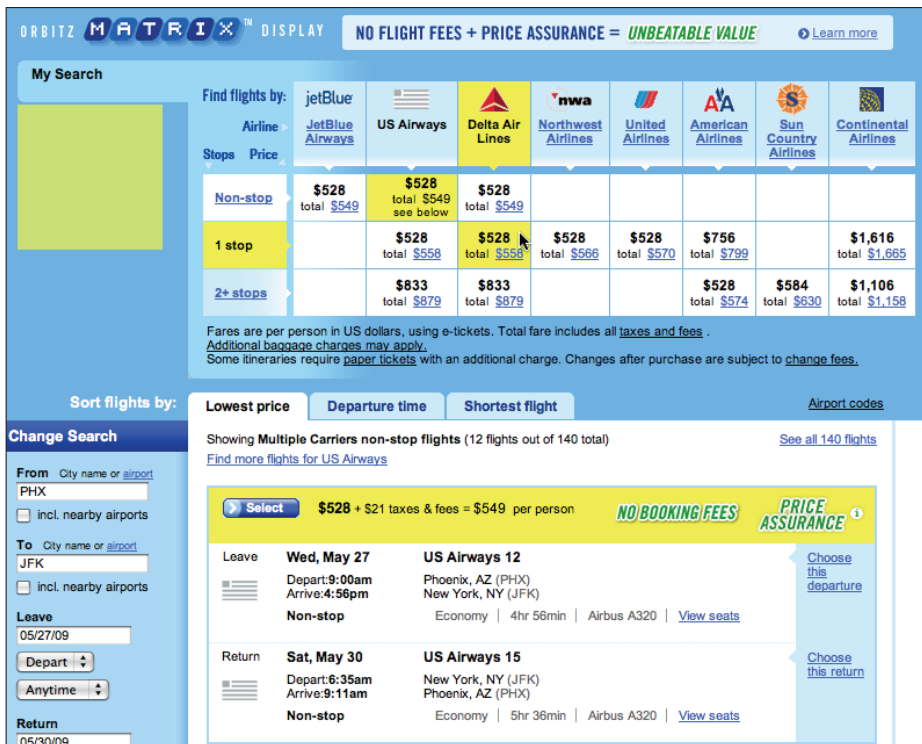 ORBITZ MATRIX™ DISPLAY
NO FLIGHT FEES + PRICE ASSURANCE = UNBEATABLE VALUE
Learn more
My Search
Find flights by:
Airline
Stops Price
jetBlue
JetBlue Airways
US Airways
Delta Air Lines
nwa
Northwest Airlines
United Airlines
AA
American Airlines
S
Sun Country Airlines
Continental Airlines
Non-stop
$528 total $549
$528 total $549 see below
$528 total $549
1 stop
$528 total $558
$528 total $558
$528 total $566
$528 total $570
$756 total $799
$1,616 total $1,665
2+ stops
$833 total $879
$833 total $879
$528 total $574
$584 total $630
$1,106 total $1,158
Fares are per person in US dollars, using e-tickets. Total fare includes all taxes and fees .
Additional baggage charges may apply.
Some itineraries require paper tickets with an additional charge. Changes after purchase are subject to change fees.
Sort flights by:
Lowest price
Departure time
Shortest flight
Airport codes
Change Search
From City name or airport
PHX
incl. nearby airports
To City name or airport
JFK
incl. nearby airports
Leave
05/27/09
Depart
Anytime
Return
05/30/09
Showing Multiple Carriers non-stop flights (12 flights out of 140 total)
See all 140 flights
Find more flights for US Airways
Select
$528 + $21 taxes & fees = $549 per person
NO BOOKING FEES
PRICE ASSURANCE
i
Leave
Wed, May 27
US Airways 12
Choose this departure
Depart:9:00am
Phoenix, AZ (PHX)
Arrive:4:56pm
New York, NY (JFK)
Non-stop
Economy | 4hr 56min | Airbus A320 | View seats
Return
Sat, May 30
US Airways 15
Choose this return
Depart:6:35am
New York, NY (JFK)
Arrive:9:11am
Phoenix, AZ (PHX)
Non-stop
Economy | 5hr 36min | Airbus A320 | View seats